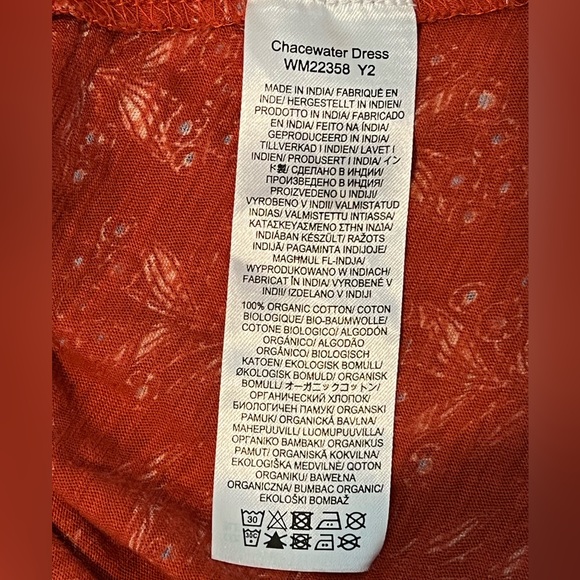 Chacewater Dress
WM22358 Y2
MADE IN INDIA/ FABRIQUÉ EN
INDE/ HERGESTELLT IN INDIEN/
PRODOTTO IN INDIA/ FABRICADO
EN INDIA/ FEITO NA ÍNDIA/
GEPRODUCEERD IN INDIA/
TILLVERKAD I INDIEN/ LAVET I
INDIEN/ PRODUSERT I INDIA/ イン
ド製/ СДЕЛАНО В ИНДИИ/
ПРОИЗВЕДЕНО В ИНДИЯ/
PROIZVEDENO U INDIJI/
VYROBENO V INDII/ VALMISTATUD
INDIAS/ VALMISTETTU INTIASSA/
ΚΑΤΑΣΚΕΥΑΣΜΕΝΟ ΣΤΗΝ ΙΝΔΙΑ/
INDIÁBAN KÉSZÜLT/ RAŽOTS
INDIJĀ/ PAGAMINTA INDIJOJE/
MAGĦMUL FL-INDJA/
WYPRODUKOWANO W INDIACH/
FABRICAT ÎN INDIA/ VYROBENÉ V
INDII/ IZDELANO V INDIJI
100% ORGANIC COTTON/ COTON
BIOLOGIQUE/ BIO-BAUMWOLLE/
COTONE BIOLOGICO/ ALGODÓN
ORGÁNICO/ ALGODÃO
ORGÂNICO/ BIOLOGISCH
KATOEN/ EKOLOGISK BOMULL/
ØKOLOGISK BOMULD/ ORGANISK
BOMULL/ オーガニックコットン/
ОРГАНИЧЕСКИЙ ХЛОПОК/
БИОЛОГИЧЕН ПАМУК/ ORGANSKI
PAMUK/ ORGANICKÁ BAVLNA/
MAHEPUUVILL/ LUOMUPUUVILLA/
ΟΡΓΑΝΙΚΟ ΒΑΜΒΑΚΙ/ ORGANIKUS
PAMUT/ ORGANISKĀ KOKVILNA/
EKOLOGIŠKA MEDVILNĖ/ QOTON
ORGANIKU/ BAWEŁNA
ORGANICZNA/ BUMBAC ORGANIC/
EKOLOŠKI BOMBAŽ
30